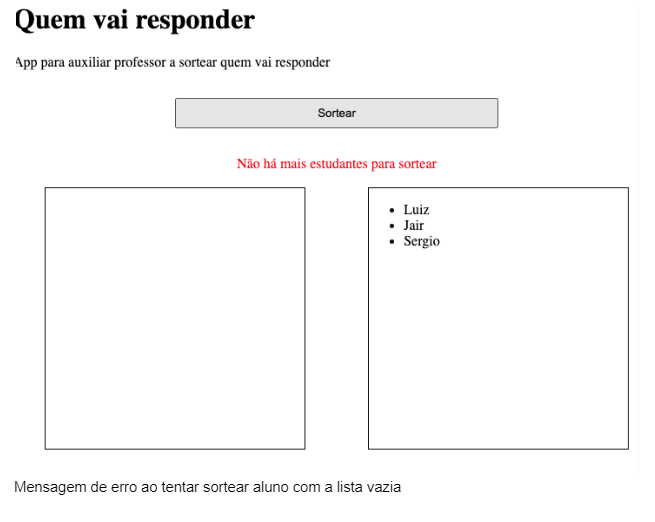 Quem vai responder
App para auxiliar professor a sortear quem vai responder
Sortear
Não há mais estudantes para sortear
Luiz
Jair
Sergio
Mensagem de erro ao tentar sortear aluno com a lista vazia